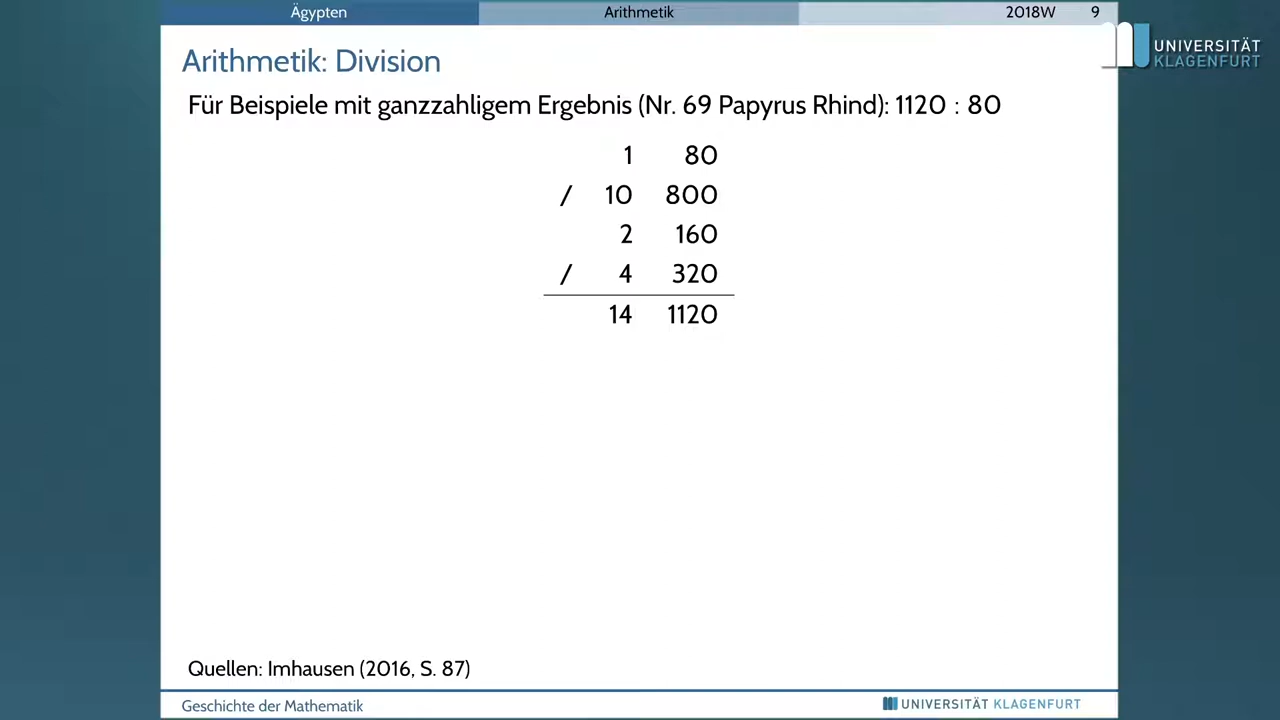 Ägypten Arithmetik 2018W 9
UNIVERSITÄT
KLAGENFURT
Arithmetik: Division
Für Beispiele mit ganzzahligem Ergebnis (Nr. 69 Papyrus Rhind): 1120 : 80
1 80
/ 10 800
2 160
/ 4 320
14 1120
Quellen: Imhausen (2016, S. 87)
Geschichte der Mathematik UNIVERSITÄT KLAGENFURT